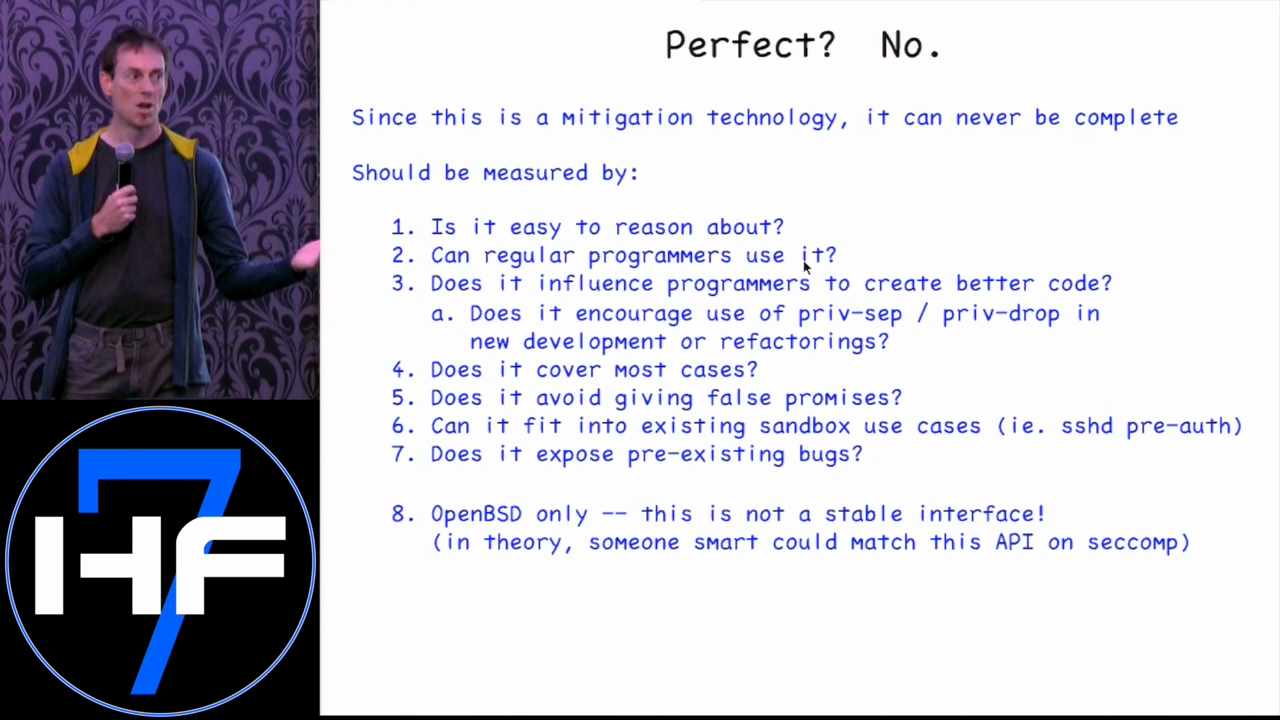 Perfect? No.
Since this is a mitigation technology, it can never be complete
Should be measured by:
1. Is it easy to reason about?
2. Can regular programmers use it?
3. Does it influence programmers to create better code?
a. Does it encourage use of priv-sep / priv-drop in
new development or refactorings?
4. Does it cover most cases?
5. Does it avoid giving false promises?
6. Can it fit into existing sandbox use cases (ie. sshd pre-auth)
7. Does it expose pre-existing bugs?
8. OpenBSD only -- this is not a stable interface!
(in theory, someone smart could match this API on seccomp)
7
HF